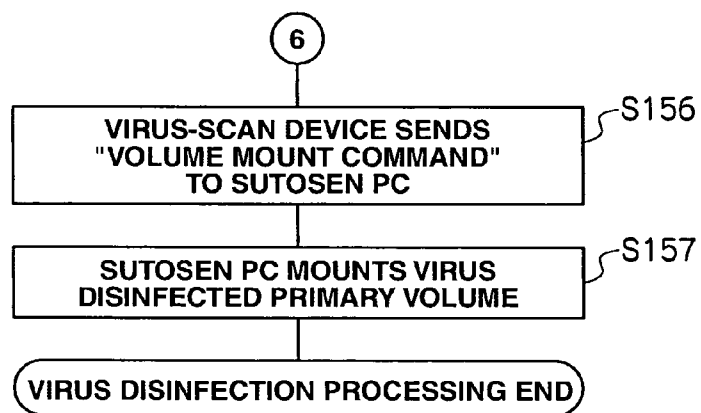 6
S156
VIRUS-SCAN DEVICE SENDS
"VOLUME MOUNT COMMAND"
TO SUTOSEN PC
S157
SUTOSEN PC MOUNTS VIRUS
DISINFECTED PRIMARY VOLUME
VIRUS DISINFECTION PROCESSING END